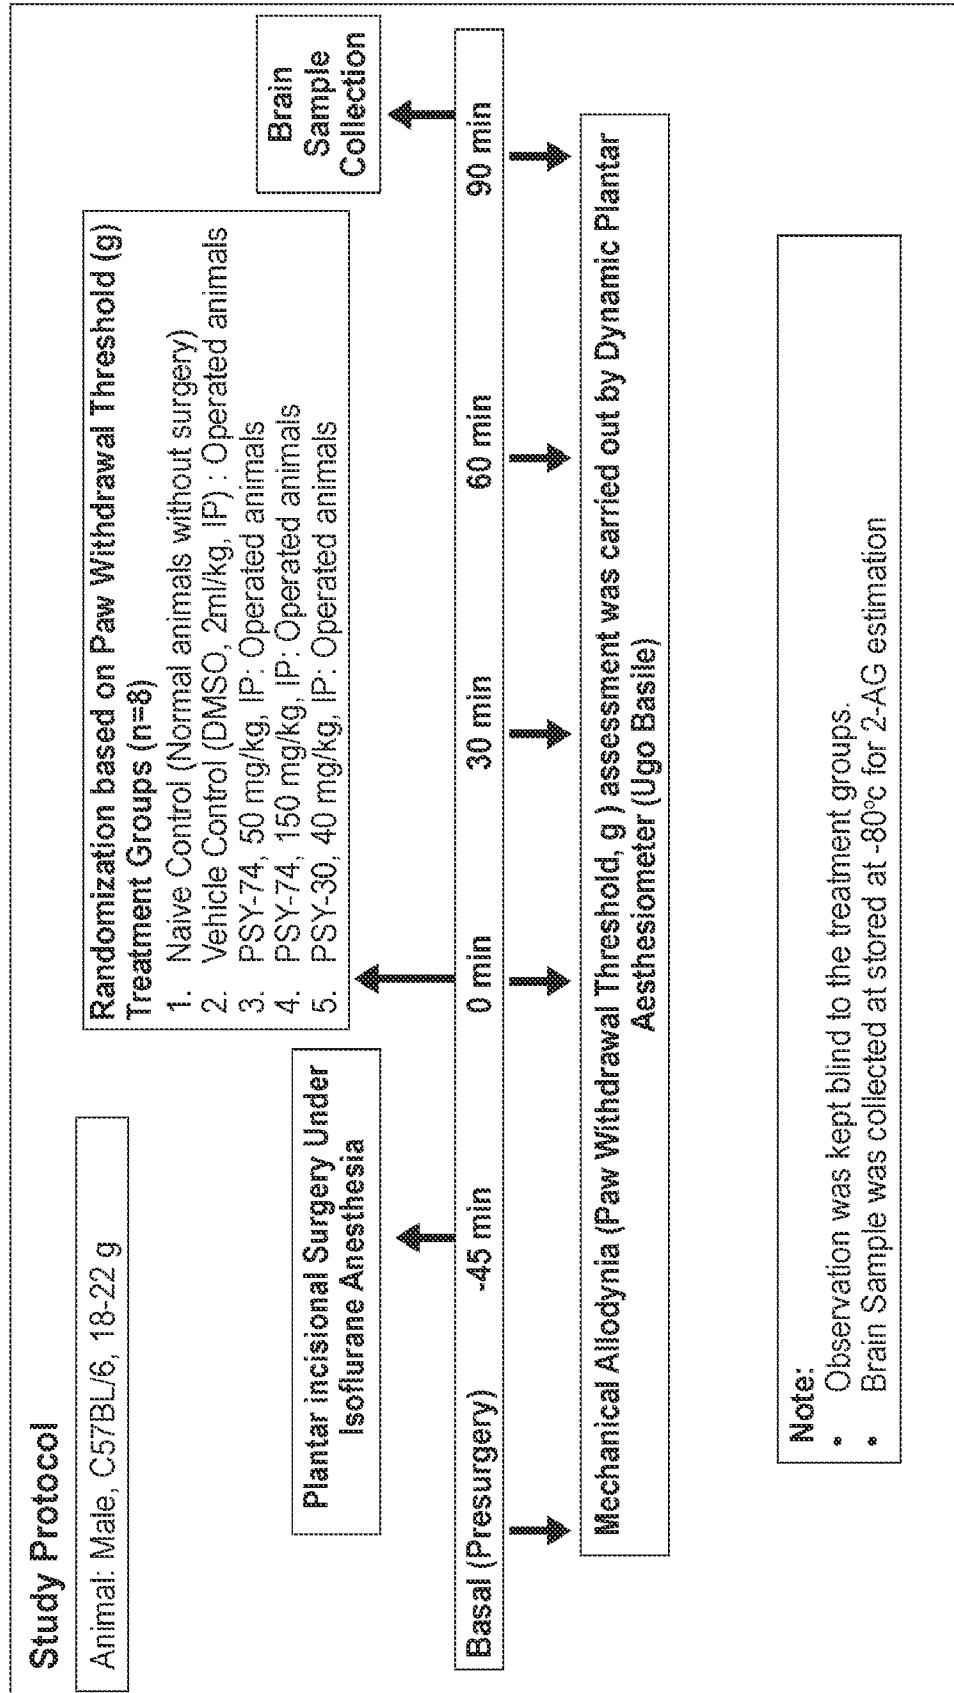 Study Protocol
Animal: Male, C57BL/6, 18-22 g
Plantar incisional Surgery Under
Isoflurane Anesthesia
Randomization based on Paw Withdrawal Threshold (g)
Treatment Groups (n=8)
1. Naive Control (Normal animals without surgery)
2. Vehicle Control (DMSO, 2ml/kg, IP) : Operated animals
3. PSY-74, 50 mg/kg, IP: Operated animals
4. PSY-74, 150 mg/kg, IP: Operated animals
5. PSY-30, 40 mg/kg, IP: Operated animals
Brain
Sample
Collection
Basal (Presurgery) -45 min 0 min 30 min 60 min 90 min
Mechanical Allodynia (Paw Withdrawal Threshold, g ) assessment was carried out by Dynamic Plantar
Aesthesiometer (Ugo Basile)
Note:
• Observation was kept blind to the treatment groups.
• Brain Sample was collected at stored at -80°c for 2-AG estimation